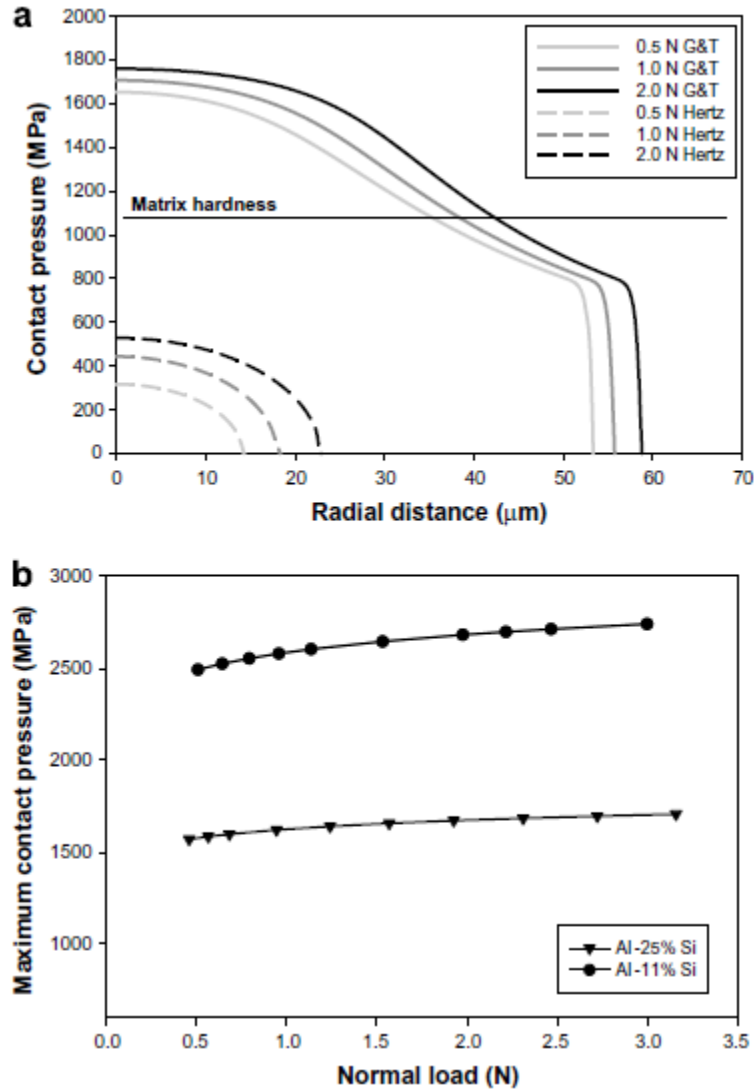 a
2000
1800
1600
1400
1200
1000
800
600
400
200
0
Contact pressure (MPa)
0.5 N G&T
1.0 N G&T
2.0 N G&T
0.5 N Hertz
1.0 N Hertz
2.0 N Hertz
Matrix hardness
0 10 20 30 40 50 60 70
Radial distance (μm)
b
3000
2500
2000
1500
1000
Maximum contact pressure (MPa)
Al-25% Si
Al-11% Si
0.0 0.5 1.0 1.5 2.0 2.5 3.0 3.5
Normal load (N)